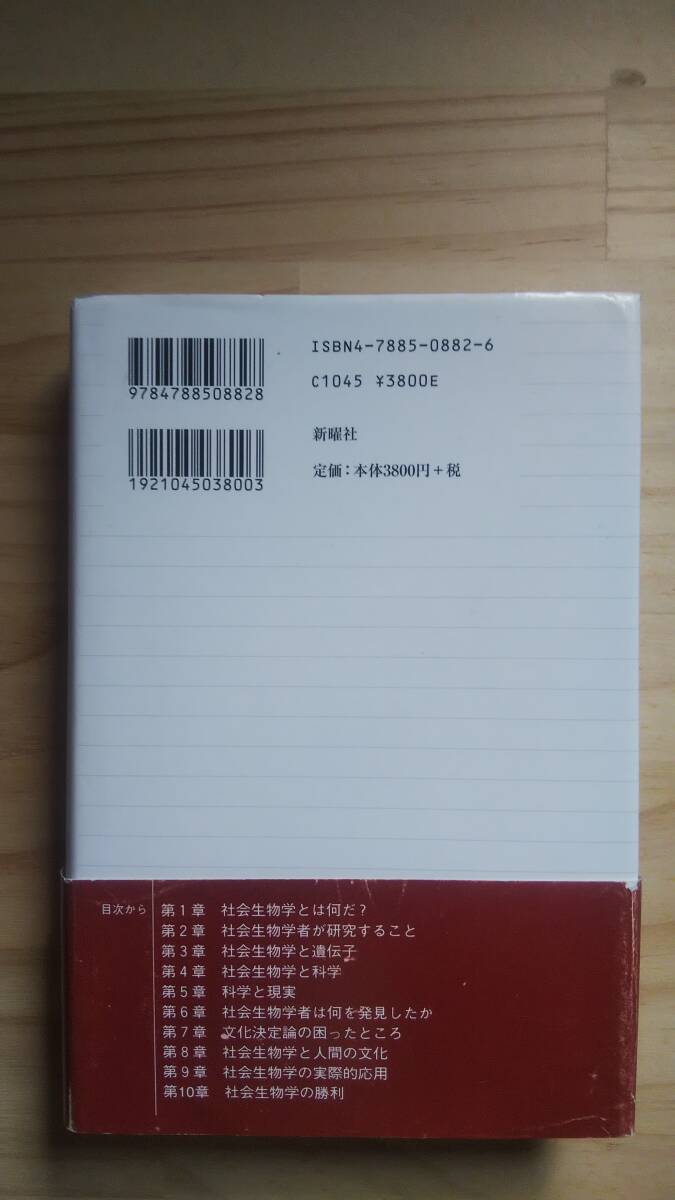 ISBN4-7885-0882-6
9784788508828
C1045 ¥3800E
新曜社
1921045038003
定価：本体3800円＋税
目次から
第1章 社会生物学とは何だ？
第2章 社会生物学者が研究すること
第3章 社会生物学と遺伝子
第4章 社会生物学と科学
第5章 科学と現実
第6章 社会生物学者は何を発見したか
第7章 文化決定論の困ったところ
第8章 社会生物学と人間の文化
第9章 社会生物学の実際的応用
第10章 社会生物学の勝利